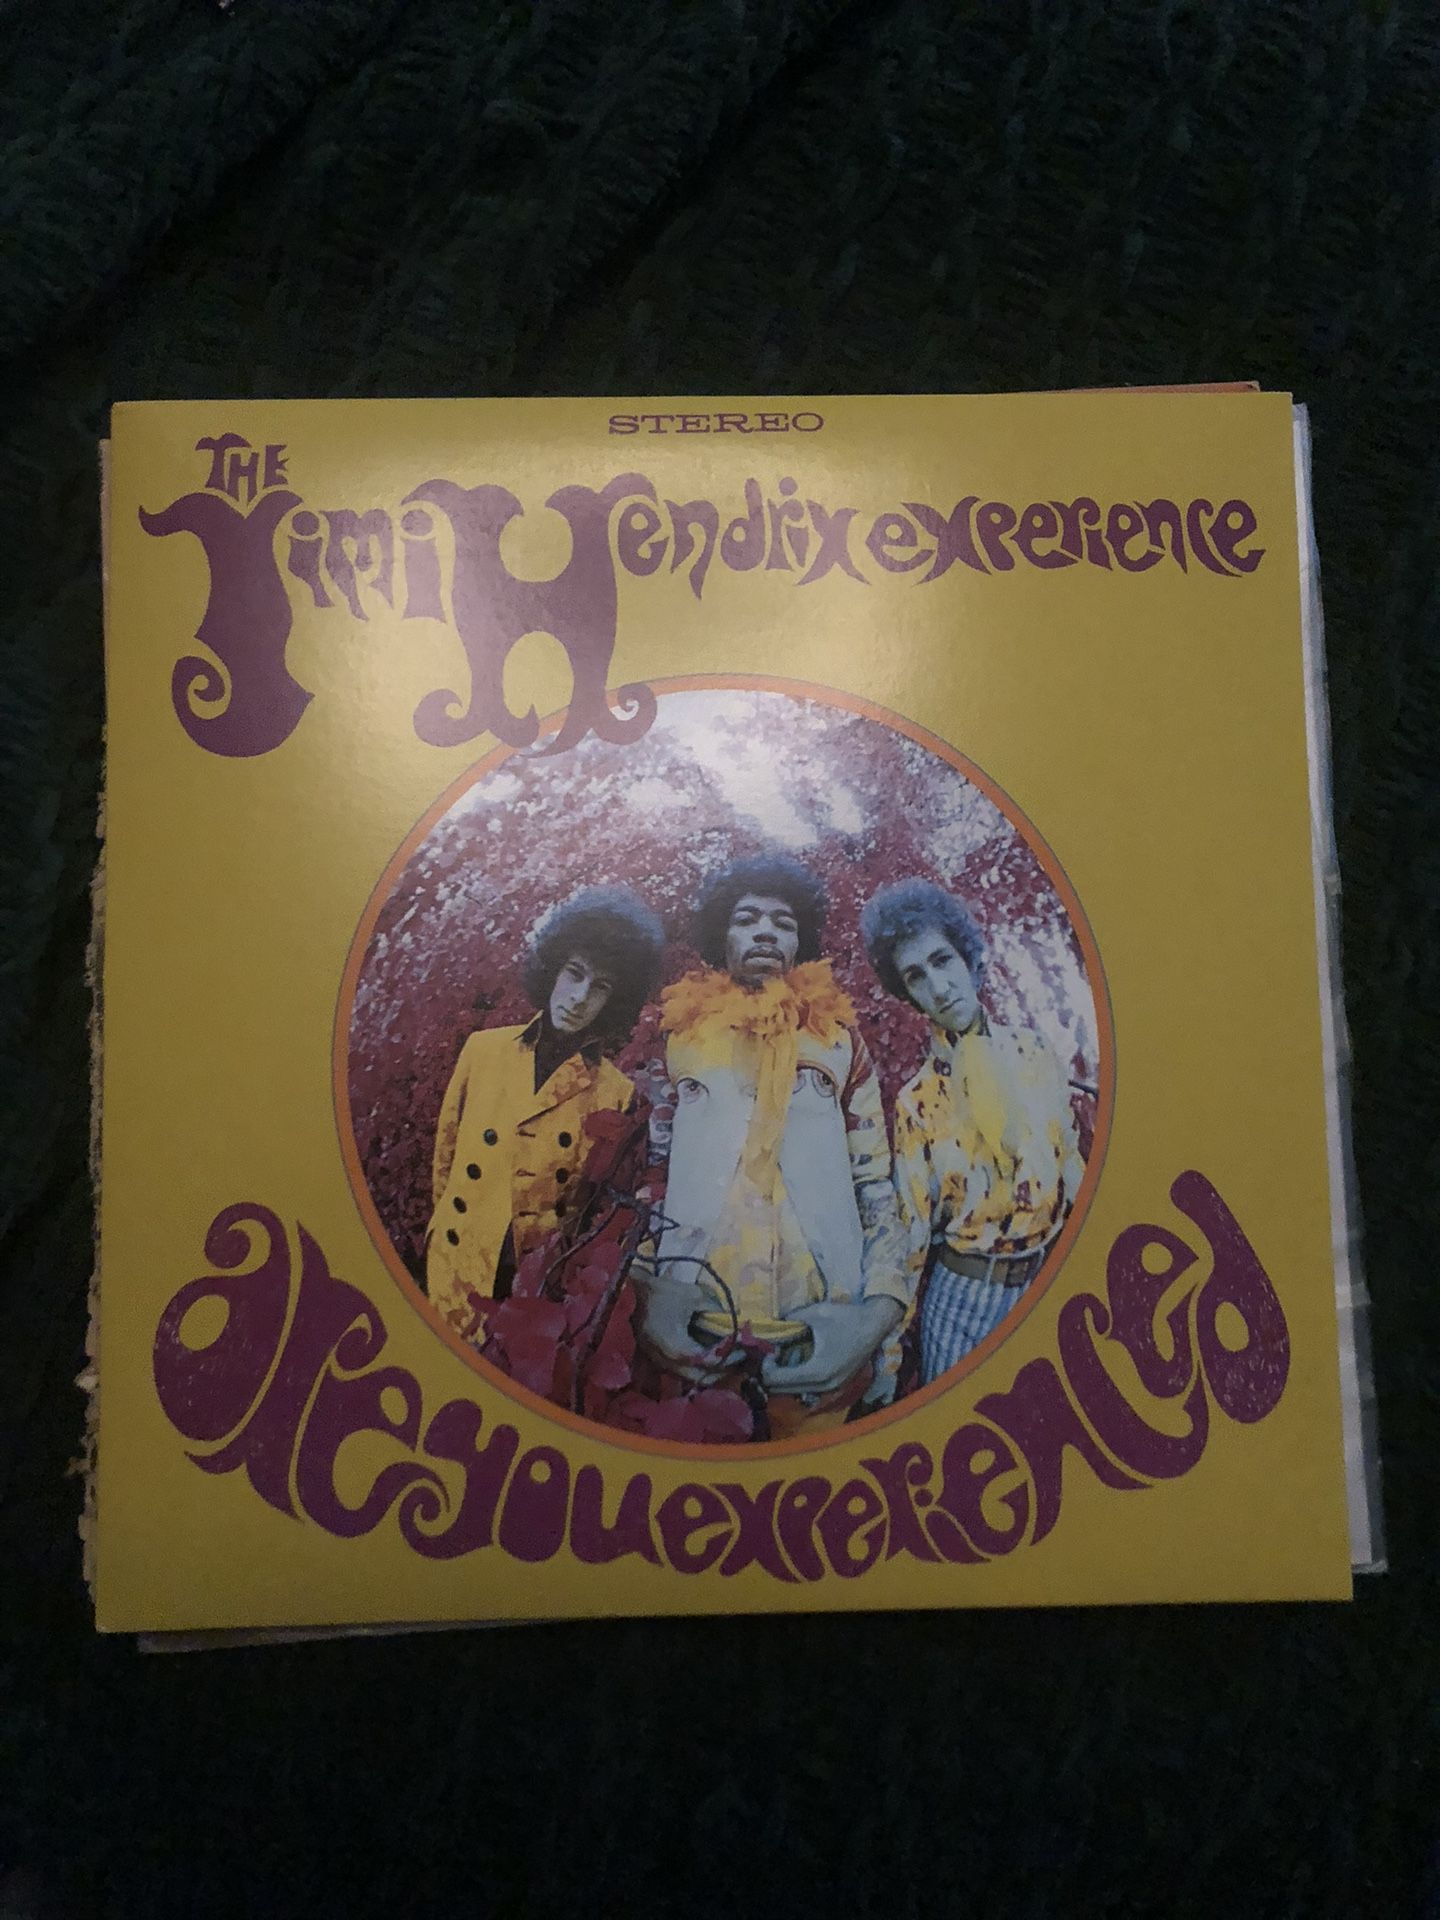 STEREO
THE
Jimi Hendrix experience
are you experienced